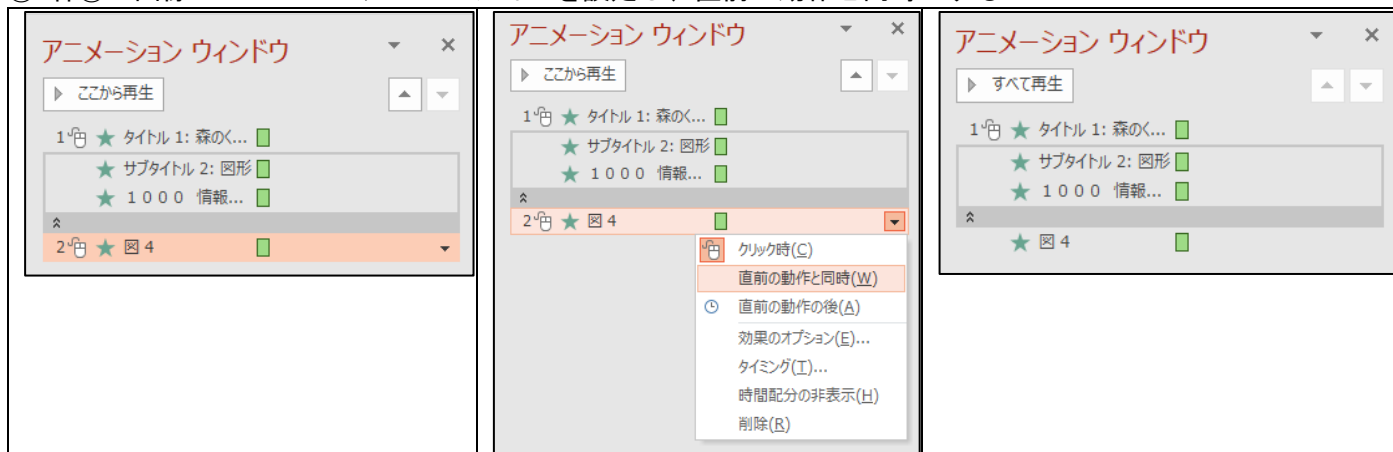 アニメーション ウィンドウ
ここから再生
1 タイトル 1: 森のく...
サブタイトル 2: 図形
１０００ 情報...
2 図 4
アニメーション ウィンドウ
ここから再生
1 タイトル 1: 森のく...
サブタイトル 2: 図形
１０００ 情報...
2 図 4
クリック時(C)
直前の動作と同時(W)
直前の動作の後(A)
効果のオプション(E)...
タイミング(T)...
時間配分の非表示(H)
削除(R)
アニメーション ウィンドウ
すべて再生
1 タイトル 1: 森のく...
サブタイトル 2: 図形
１０００ 情報...
図 4